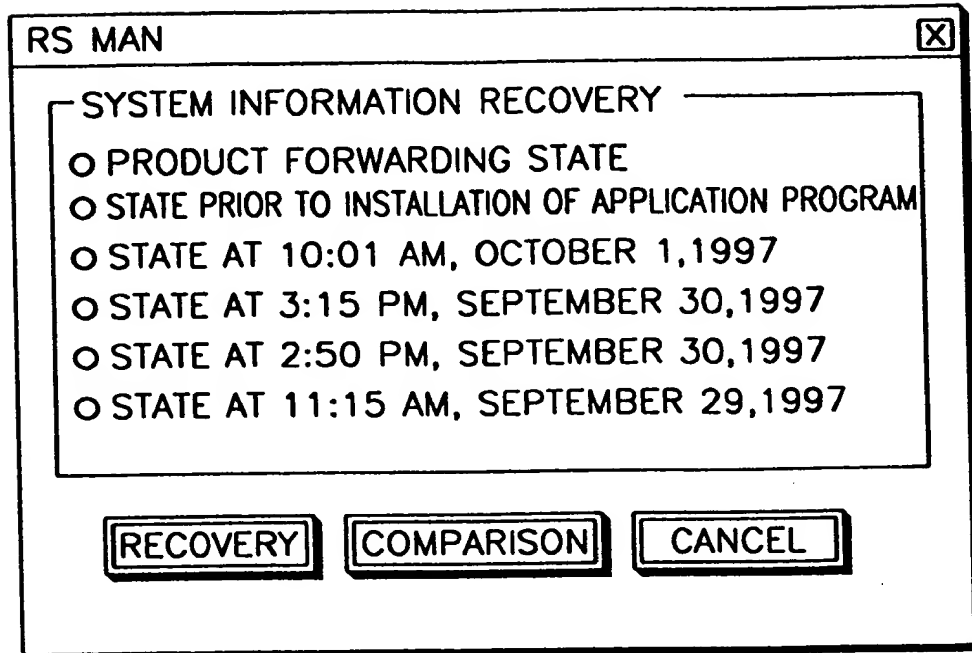 RS MAN
SYSTEM INFORMATION RECOVERY
PRODUCT FORWARDING STATE
STATE PRIOR TO INSTALLATION OF APPLICATION PROGRAM
STATE AT 10:01 AM, OCTOBER 1,1997
STATE AT 3:15 PM, SEPTEMBER 30,1997
STATE AT 2:50 PM, SEPTEMBER 30,1997
STATE AT 11:15 AM, SEPTEMBER 29,1997
RECOVERY COMPARISON CANCEL